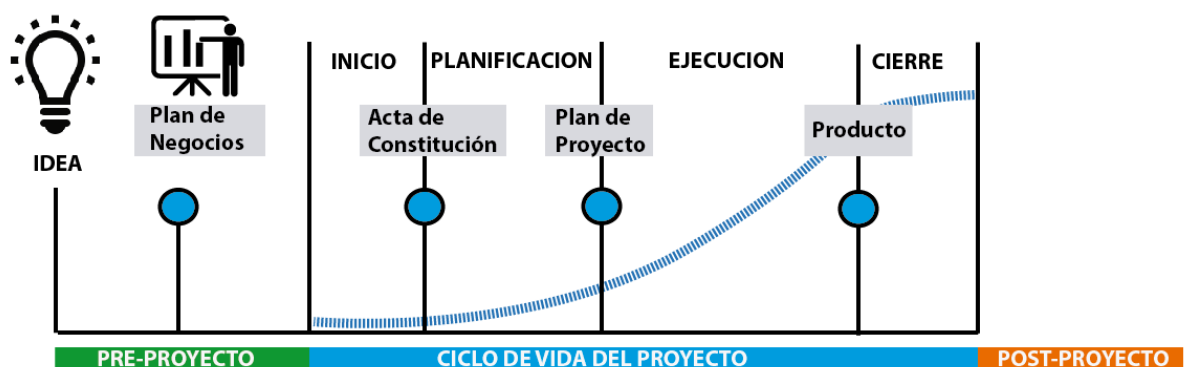 IDEA
Plan de
Negocios
INICIO
PLANIFICACION
EJECUCION
CIERRE
Acta de
Constitución
Plan de
Proyecto
Producto
PRE-PROYECTO
CICLO DE VIDA DEL PROYECTO
POST-PROYECTO